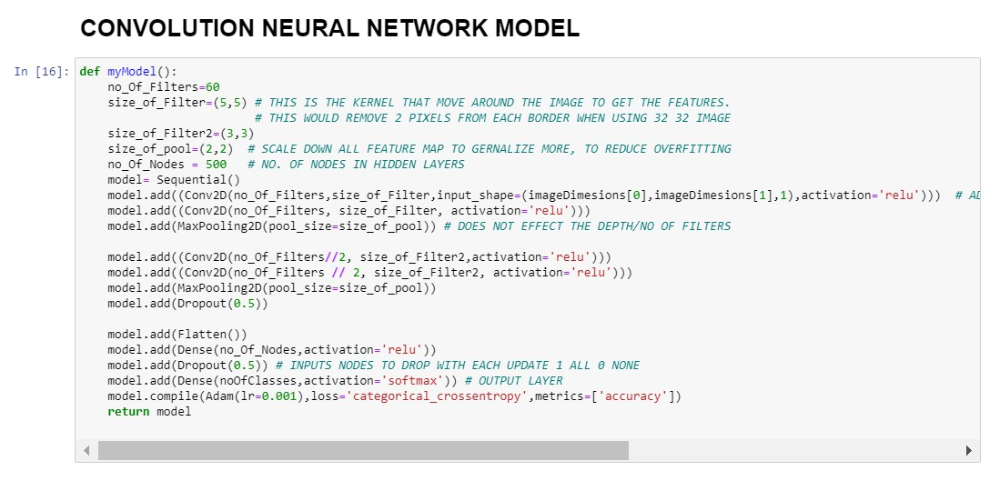 CONVOLUTION NEURAL NETWORK MODEL
In [16]: def myModel():
    no_Of_Filters=60
    size_of_Filter=(5,5) # THIS IS THE KERNEL THAT MOVE AROUND THE IMAGE TO GET THE FEATURES.
                         # THIS WOULD REMOVE 2 PIXELS FROM EACH BORDER WHEN USING 32 32 IMAGE
    size_of_Filter2=(3,3)
    size_of_pool=(2,2)  # SCALE DOWN ALL FEATURE MAP TO GERNALIZE MORE, TO REDUCE OVERFITTING
    no_Of_Nodes = 500   # NO. OF NODES IN HIDDEN LAYERS
    model= Sequential()
    model.add((Conv2D(no_Of_Filters,size_of_Filter,input_shape=(imageDimesions[0],imageDimesions[1],1),activation='relu')))  #
    model.add((Conv2D(no_Of_Filters, size_of_Filter, activation='relu')))
    model.add(MaxPooling2D(pool_size=size_of_pool)) # DOES NOT EFFECT THE DEPTH/NO OF FILTERS

    model.add((Conv2D(no_Of_Filters//2, size_of_Filter2,activation='relu')))
    model.add((Conv2D(no_Of_Filters // 2, size_of_Filter2, activation='relu')))
    model.add(MaxPooling2D(pool_size=size_of_pool))
    model.add(Dropout(0.5))

    model.add(Flatten())
    model.add(Dense(no_Of_Nodes,activation='relu'))
    model.add(Dropout(0.5)) # INPUTS NODES TO DROP WITH EACH UPDATE 1 ALL 0 NONE
    model.add(Dense(noOfClasses,activation='softmax')) # OUTPUT LAYER
    model.compile(Adam(lr=0.001),loss='categorical_crossentropy',metrics=['accuracy'])
    return model